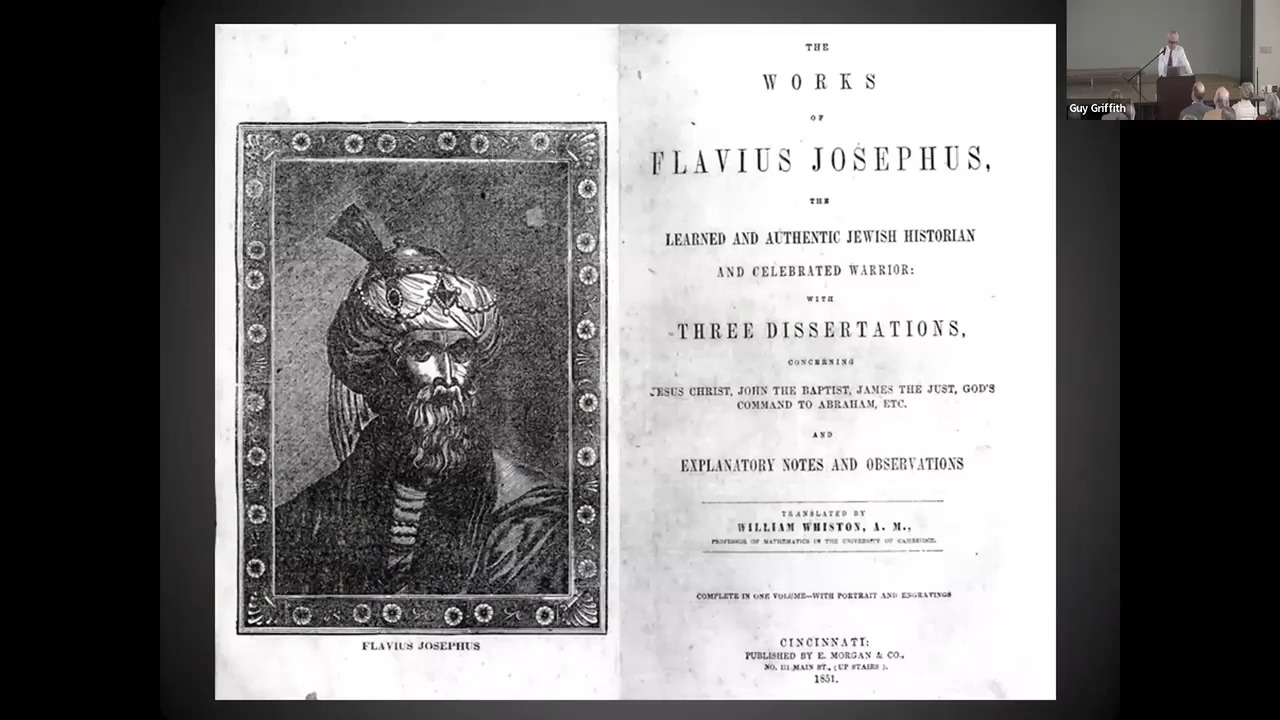 Guy Griffith
FLAVIUS JOSEPHUS
THE
WORKS
OF
FLAVIUS JOSEPHUS,
THE
LEARNED AND AUTHENTIC JEWISH HISTORIAN
AND CELEBRATED WARRIOR:
WITH
THREE DISSERTATIONS,
CONCERNING
JESUS CHRIST, JOHN THE BAPTIST, JAMES THE JUST, GOD'S
COMMAND TO ABRAHAM, ETC.
AND
EXPLANATORY NOTES AND OBSERVATIONS
TRANSLATED BY
WILLIAM WHISTON, A. M.,
PROFESSOR OF MATHEMATICS IN THE UNIVERSITY OF CAMBRIDGE.
COMPLETE IN ONE VOLUME—WITH PORTRAIT AND ENGRAVINGS
CINCINNATI:
PUBLISHED BY E. MORGAN & CO.,
NO. 111 MAIN ST., (UP STAIRS).
1851.